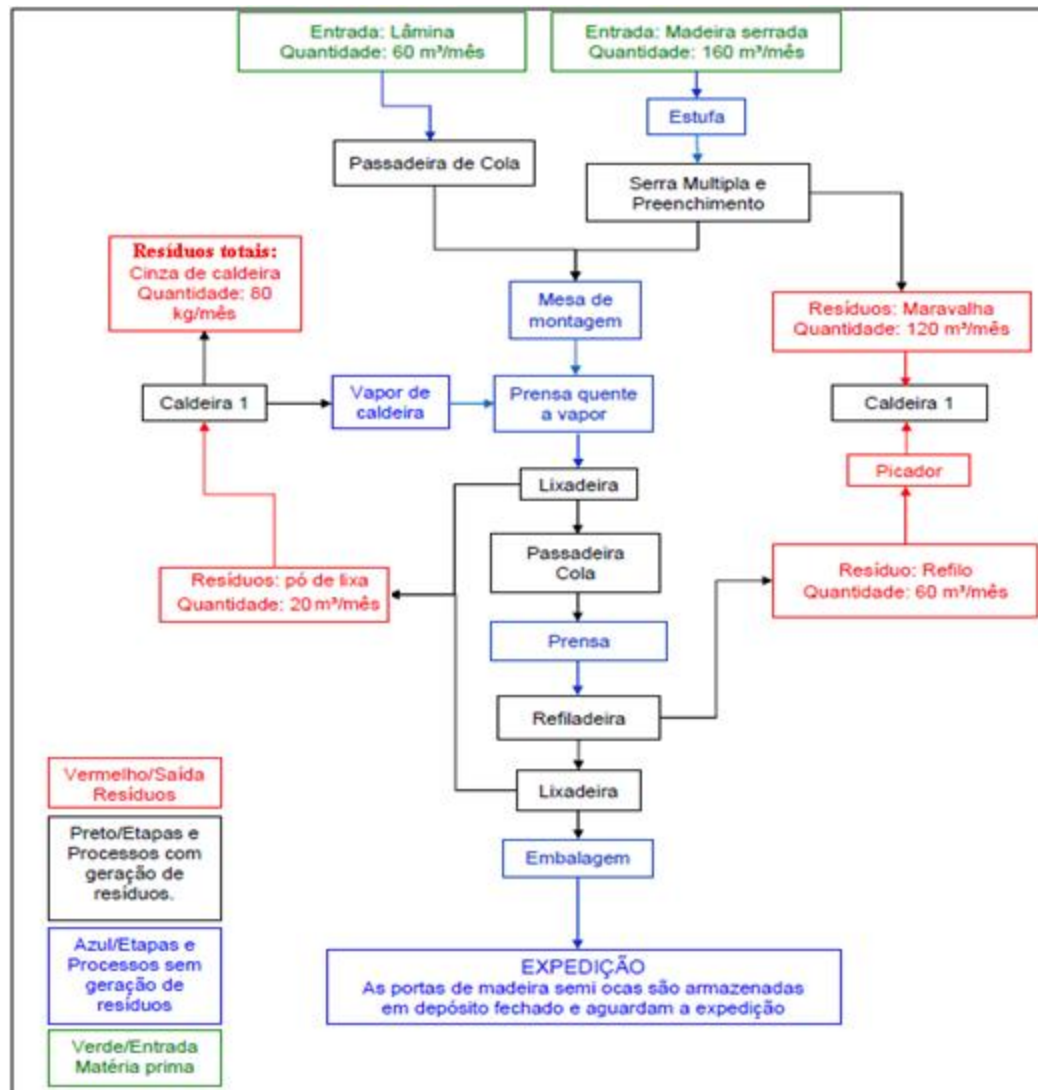 Entrada: Lâmina
Quantidade: 60 m³/mês
Entrada: Madeira serrada
Quantidade: 160 m³/mês
Estufa
Passadeira de Cola
Serra Multipla e
Preenchimento
Resíduos totais:
Cinza de caldeira
Quantidade: 80
kg/mês
Mesa de
montagem
Resíduos: Maravalha
Quantidade: 120 m³/mês
Caldeira 1
Vapor de
caldeira
Prensa quente
a vapor
Caldeira 1
Picador
Lixadeira
Passadeira
Cola
Resíduos: pó de lixa
Quantidade: 20 m³/mês
Resíduo: Refilo
Quantidade: 60 m³/mês
Prensa
Refiladeira
Lixadeira
Embalagem
EXPEDIÇÃO
As portas de madeira semi ocas são armazenadas
em depósito fechado e aguardam a expedição
Vermelho/Saída
Resíduos
Preto/Etapas e
Processos com
geração de
resíduos.
Azul/Etapas e
Processos sem
geração de
resíduos
Verde/Entrada
Matéria prima